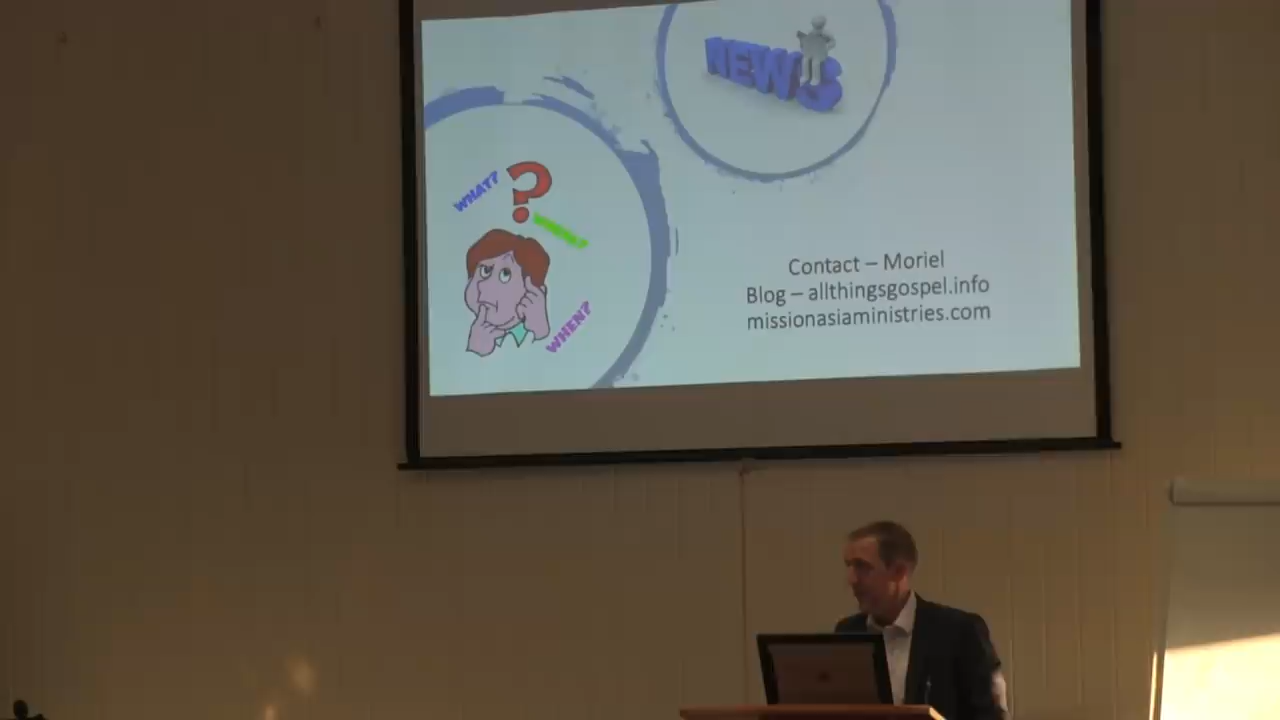 NEWS
WHAT?
?
WHEN?
Contact – Moriel
Blog – allthingsgospel.info
missionasiaministries.com